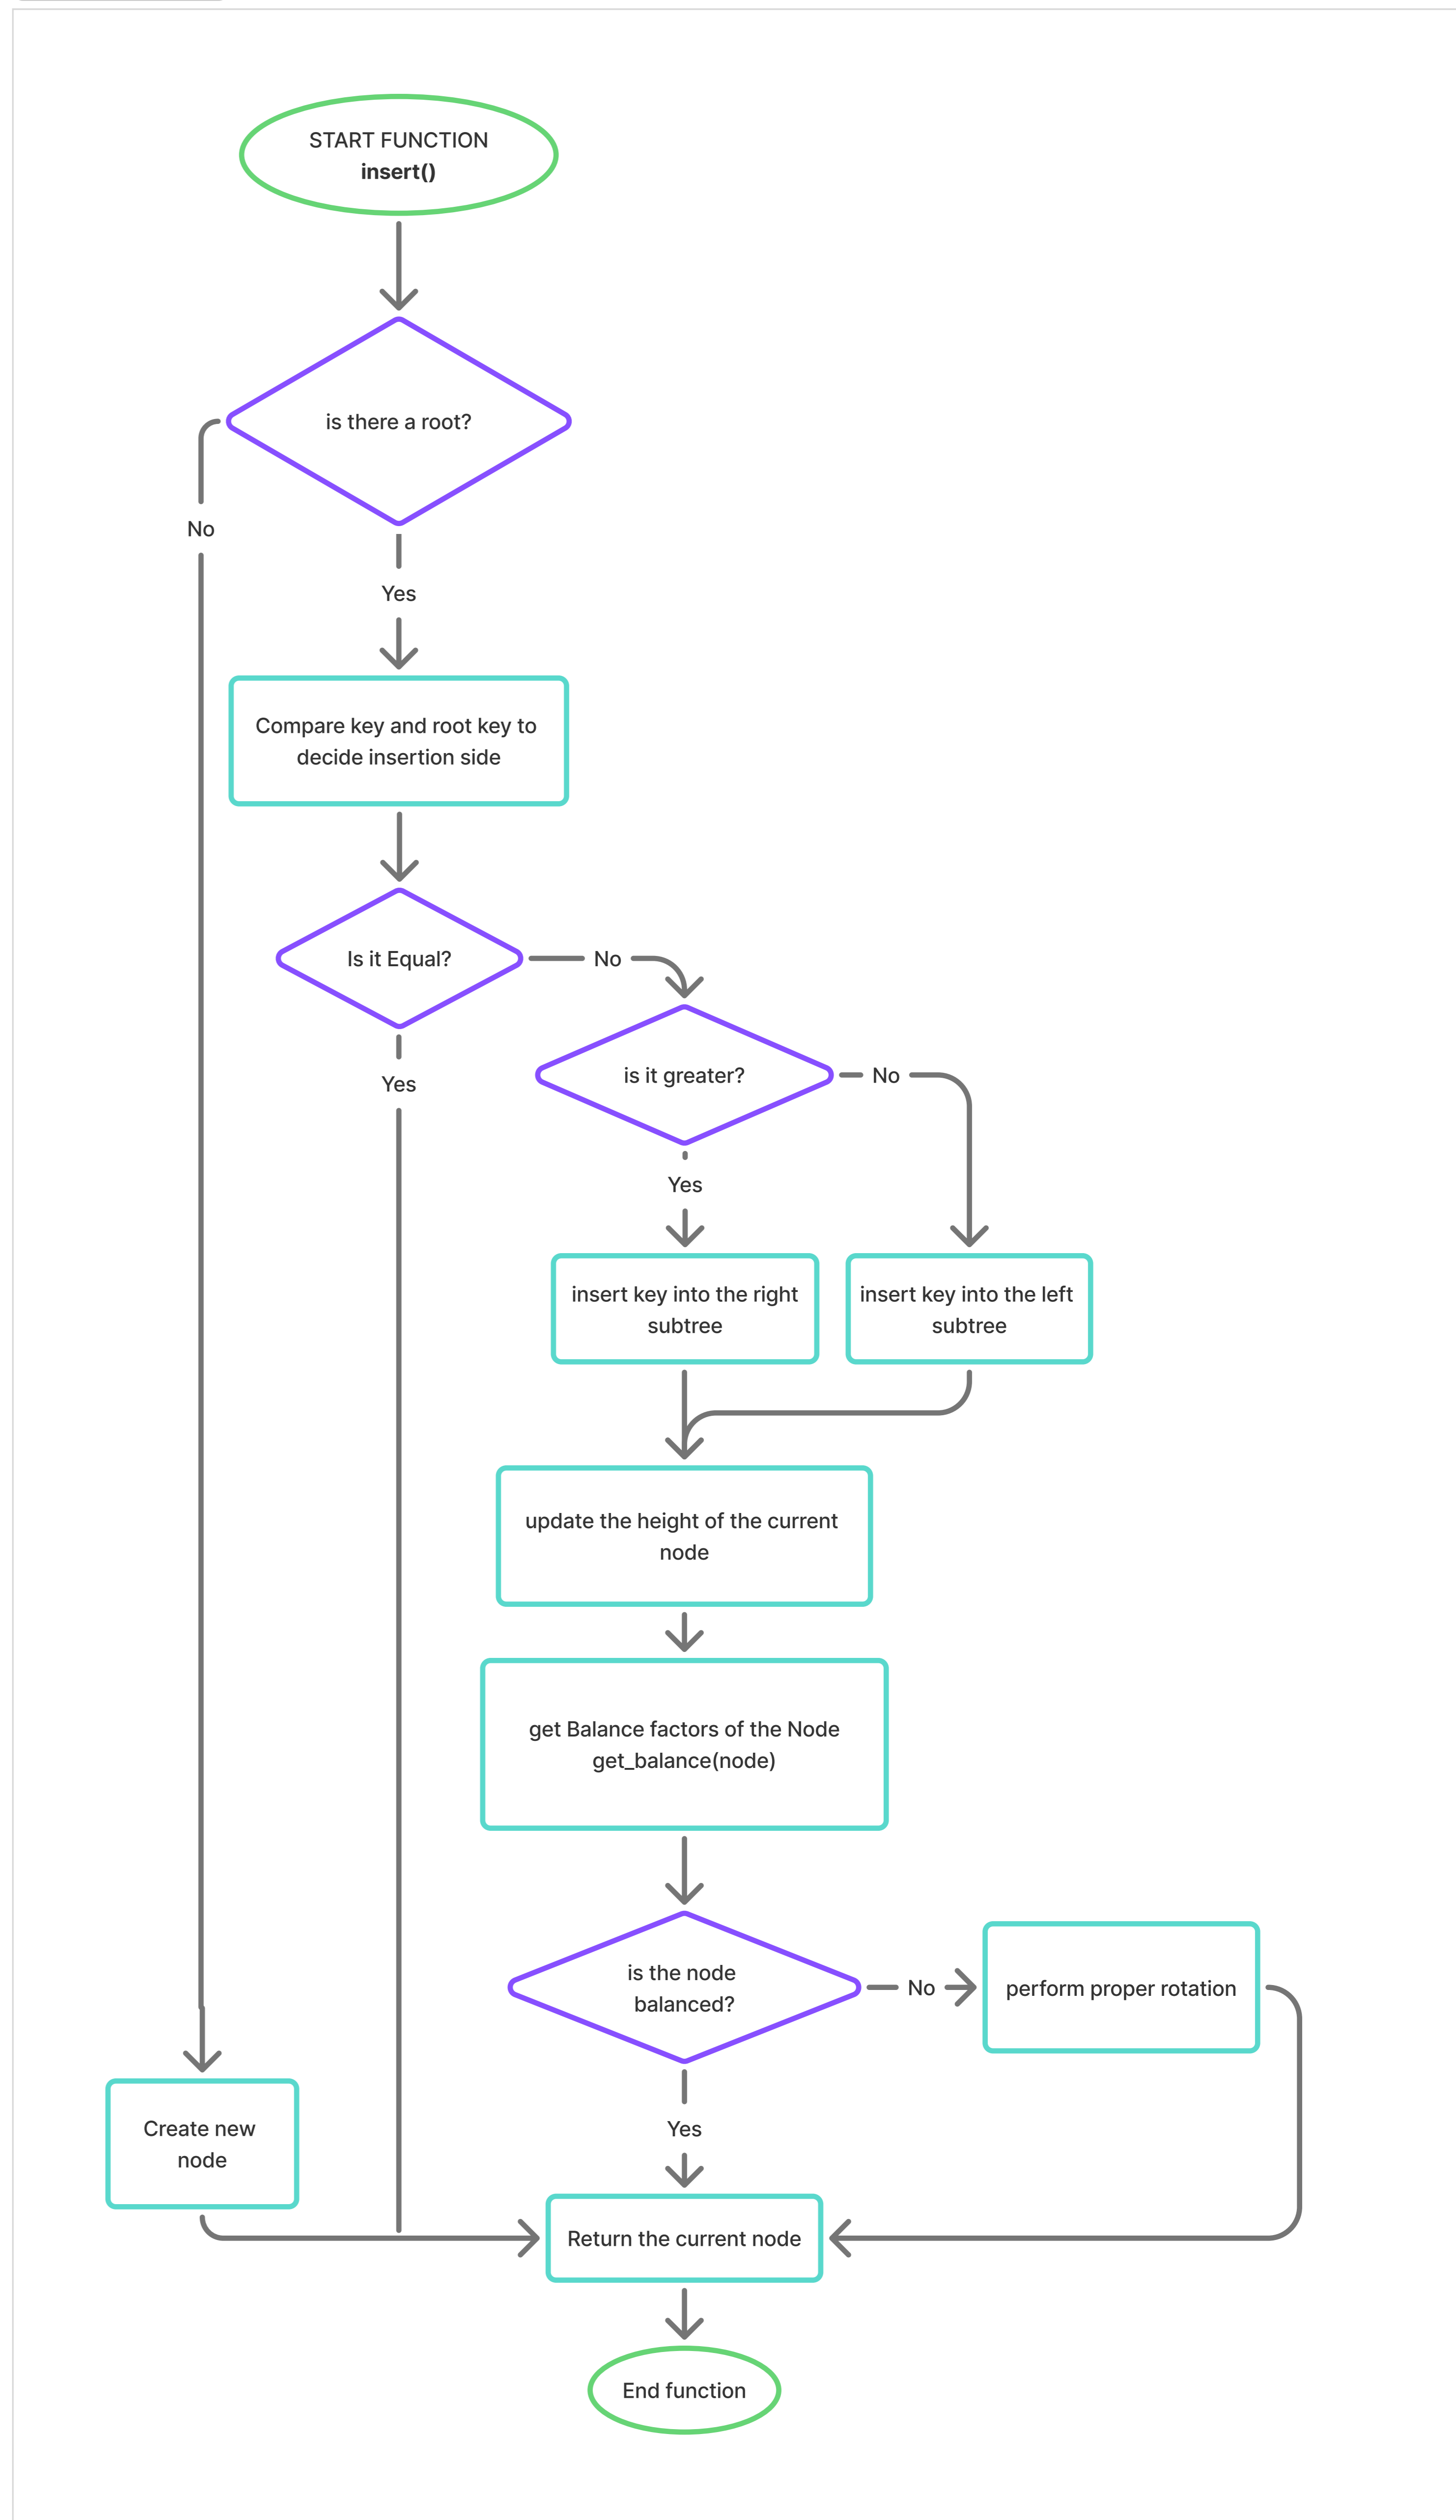 START FUNCTION
insert()
is there a root?
No
Yes
Compare key and root key to
decide insertion side
Is it Equal?
No
is it greater?
No
Yes
Yes
insert key into the right
subtree
insert key into the left
subtree
update the height of the current
node
get Balance factors of the Node
get_balance(node)
is the node
balanced?
No
perform proper rotation
Yes
Create new
node
Return the current node
End function